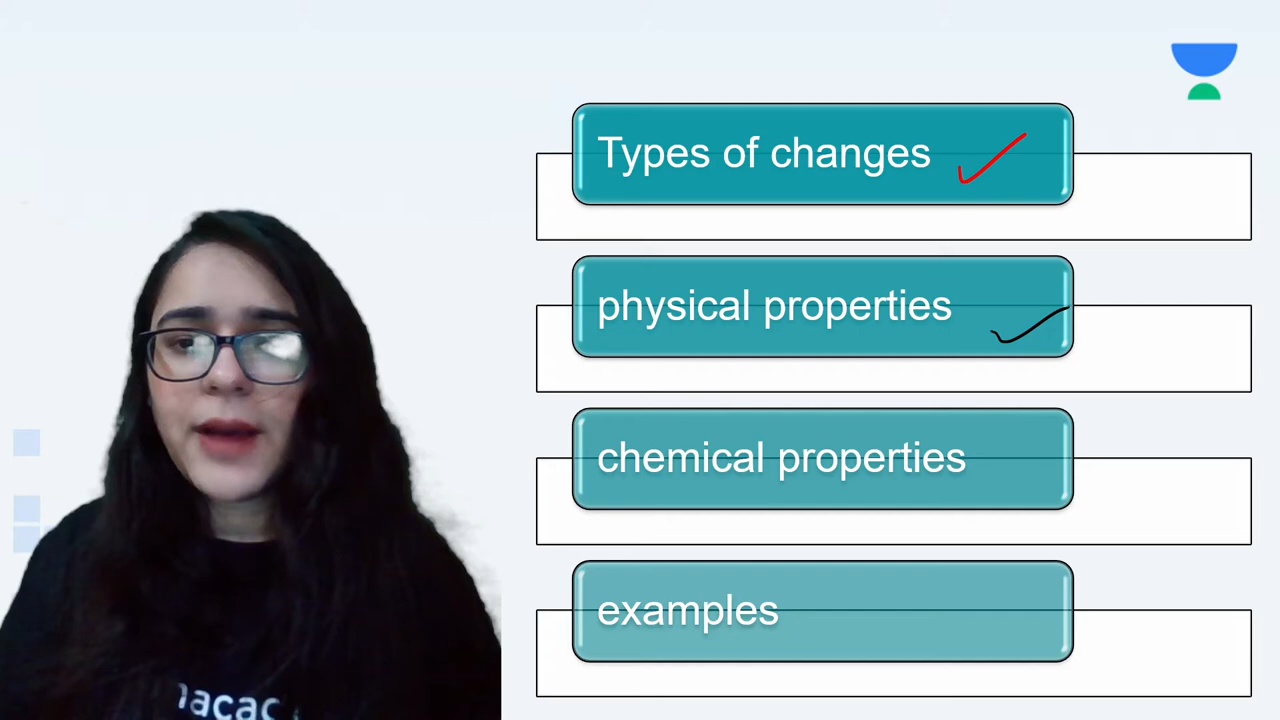 Types of changes
physical properties
chemical properties
examples